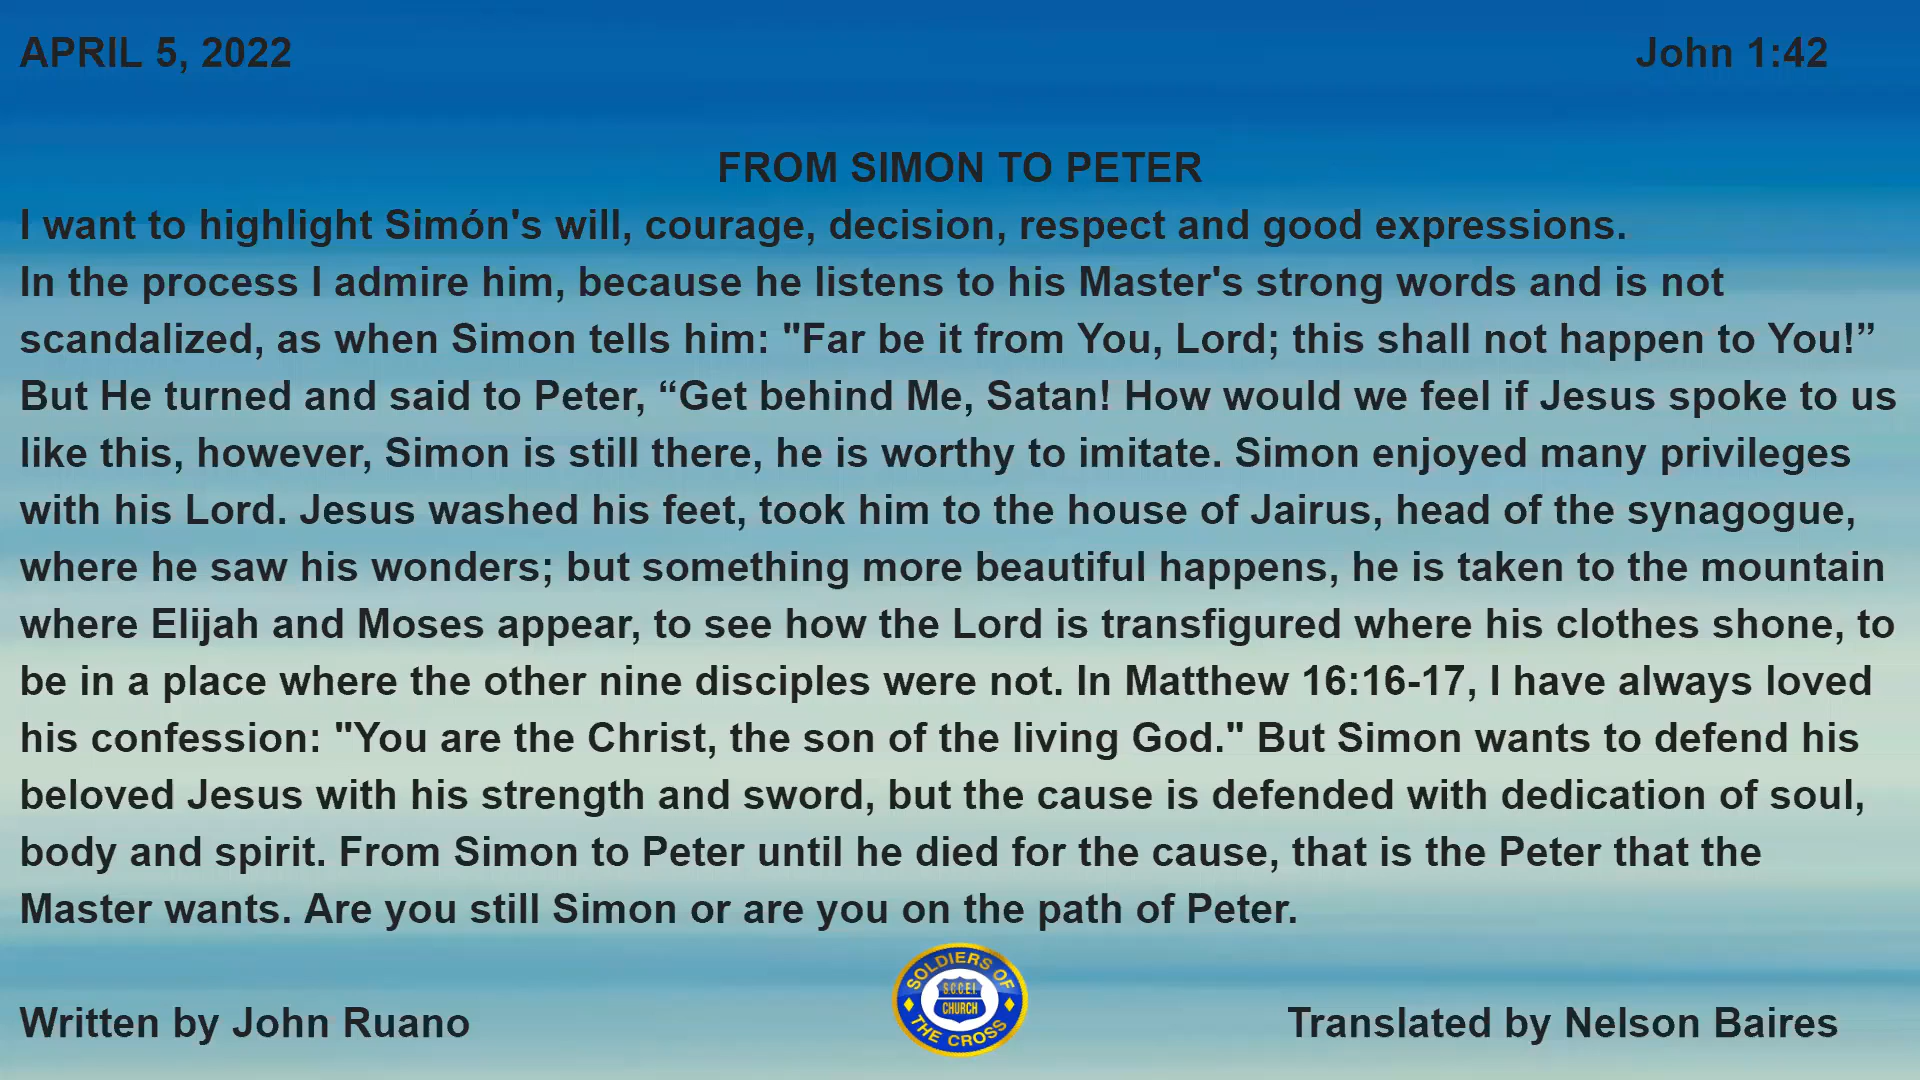 APRIL 5, 2022
John 1:42
FROM SIMON TO PETER
I want to highlight Simón's will, courage, decision, respect and good expressions.
In the process I admire him, because he listens to his Master's strong words and is not
scandalized, as when Simon tells him: "Far be it from You, Lord; this shall not happen to You!”
But He turned and said to Peter, “Get behind Me, Satan! How would we feel if Jesus spoke to us
like this, however, Simon is still there, he is worthy to imitate. Simon enjoyed many privileges
with his Lord. Jesus washed his feet, took him to the house of Jairus, head of the synagogue,
where he saw his wonders; but something more beautiful happens, he is taken to the mountain
where Elijah and Moses appear, to see how the Lord is transfigured where his clothes shone, to
be in a place where the other nine disciples were not. In Matthew 16:16-17, I have always loved
his confession: "You are the Christ, the son of the living God." But Simon wants to defend his
beloved Jesus with his strength and sword, but the cause is defended with dedication of soul,
body and spirit. From Simon to Peter until he died for the cause, that is the Peter that the
Master wants. Are you still Simon or are you on the path of Peter.
SOLDIERS OF
S.C.C.E.I.
CHURCH
THE CROSS
Written by John Ruano
Translated by Nelson Baires